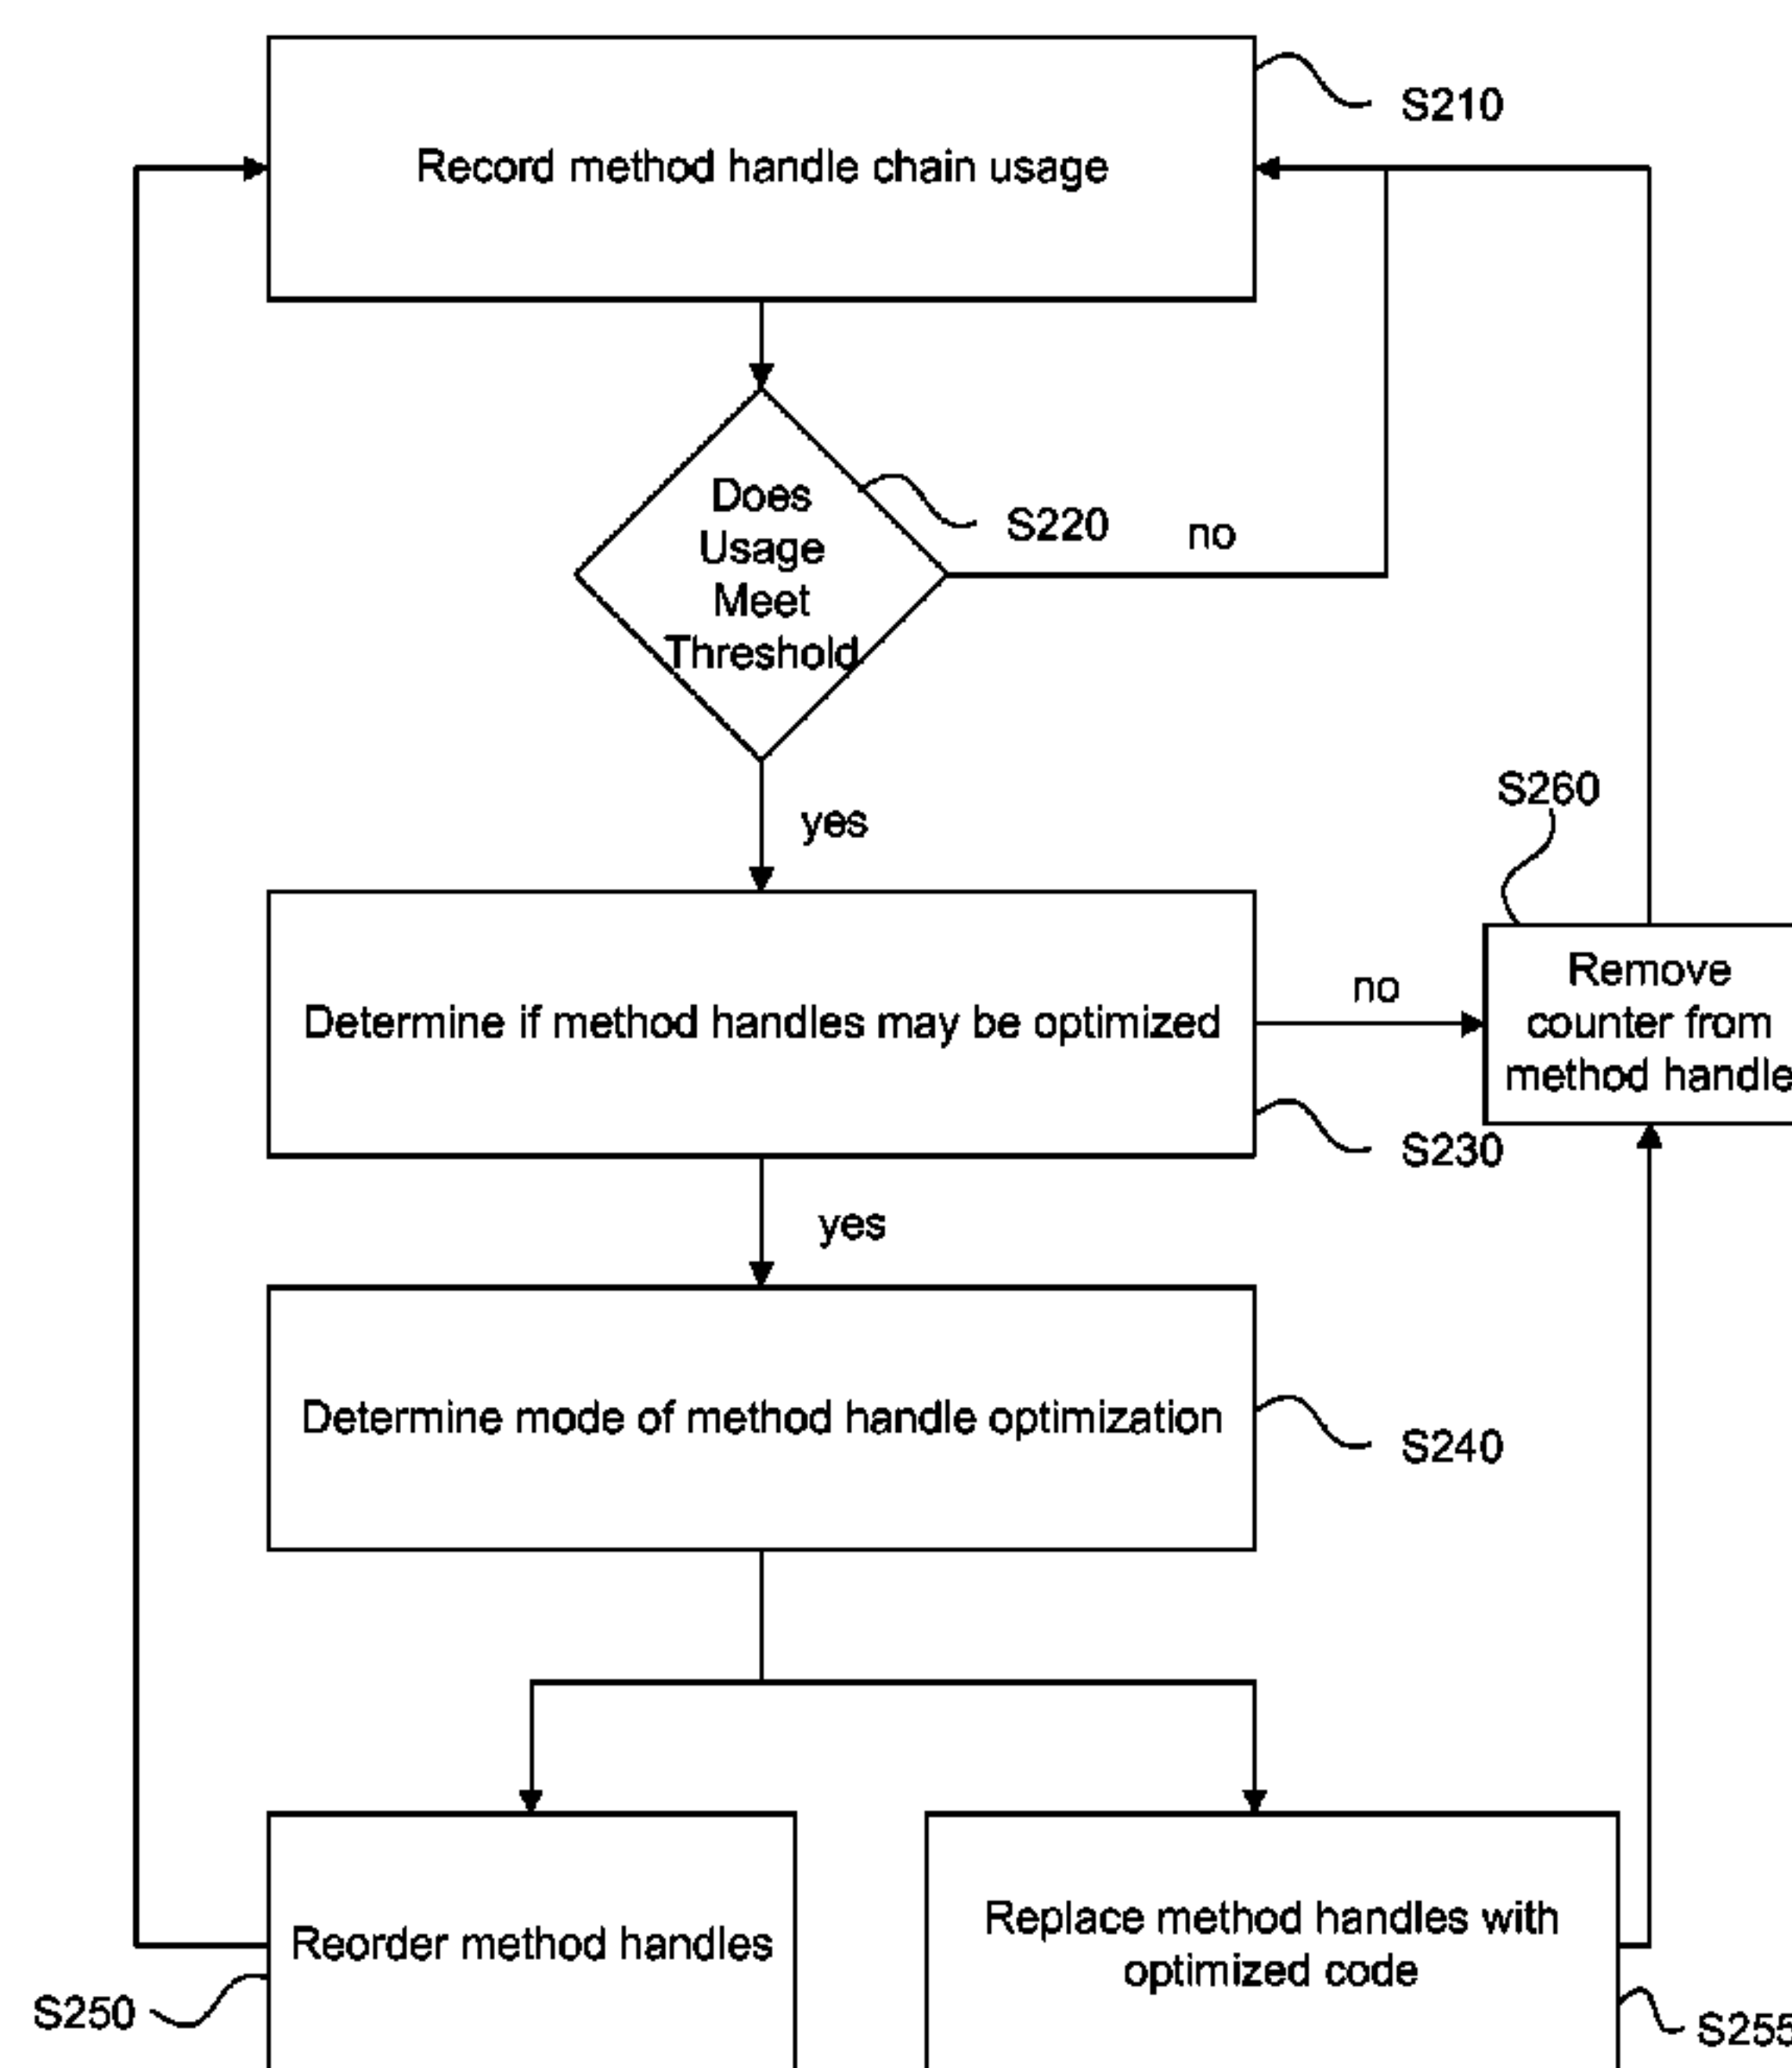 S210
Record method handle chain usage
Does
Usage
Meet
Threshold
S220
no
yes
S260
Remove
counter from
method handle
no
Determine if method handles may be optimized
S230
yes
Determine mode of method handle optimization
S240
Reorder method handles
Replace method handles with
optimized code
S250
S255